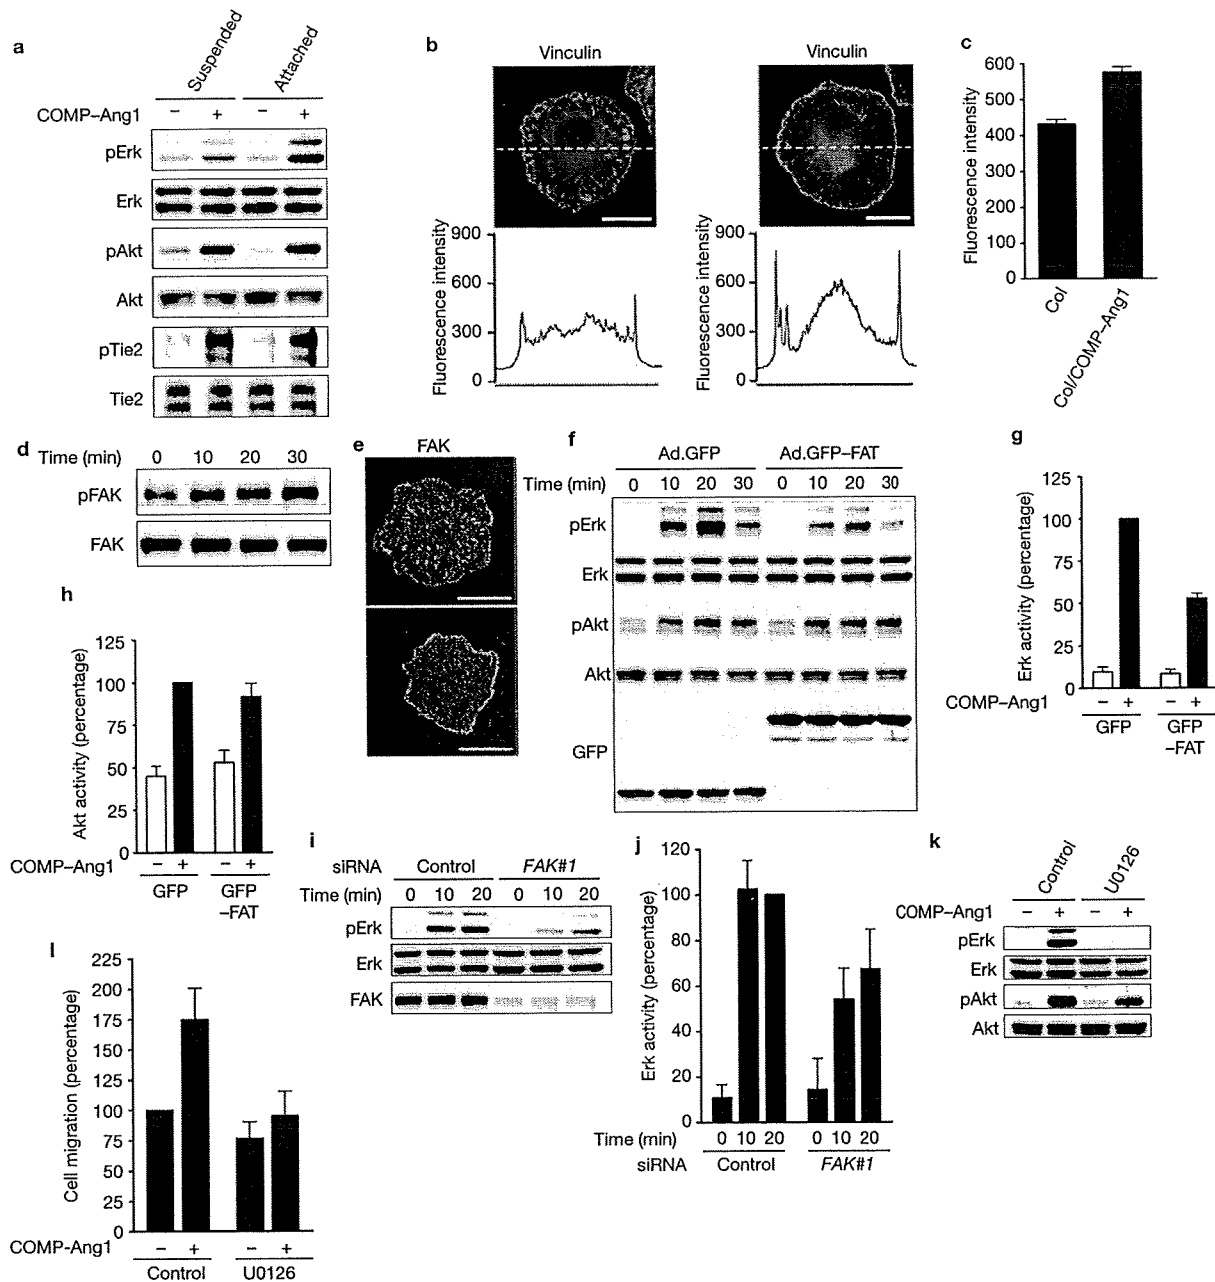 a
Suspended
Attached
COMP–Ang1 – + – +
pErk
Erk
pAkt
Akt
pTie2
Tie2
b
Vinculin
Vinculin
Fluorescence intensity
900
600
300
0
Fluorescence intensity
900
600
300
0
c
Fluorescence intensity
600
500
400
300
200
100
0
Col
Col/COMP–Ang1
d
Time (min) 0 10 20 30
pFAK
FAK
e
FAK
f
Ad.GFP Ad.GFP–FAT
Time (min) 0 10 20 30 0 10 20 30
pErk
Erk
pAkt
Akt
GFP
g
Erk activity (percentage)
125
100
75
50
25
0
COMP–Ang1 – + – +
GFP GFP
–FAT
h
Akt activity (percentage)
125
100
75
50
25
0
COMP–Ang1 – + – +
GFP GFP
–FAT
i
siRNA Control FAK#1
Time (min) 0 10 20 0 10 20
pErk
Erk
FAK
j
Erk activity (percentage)
120
100
80
60
40
20
0
Time (min) 0 10 20 0 10 20
siRNA Control FAK#1
k
Control
U0126
COMP–Ang1 – + – +
pErk
Erk
pAkt
Akt
l
Cell migration (percentage)
225
200
175
150
125
100
75
50
25
0
COMP-Ang1 – + – +
Control U0126